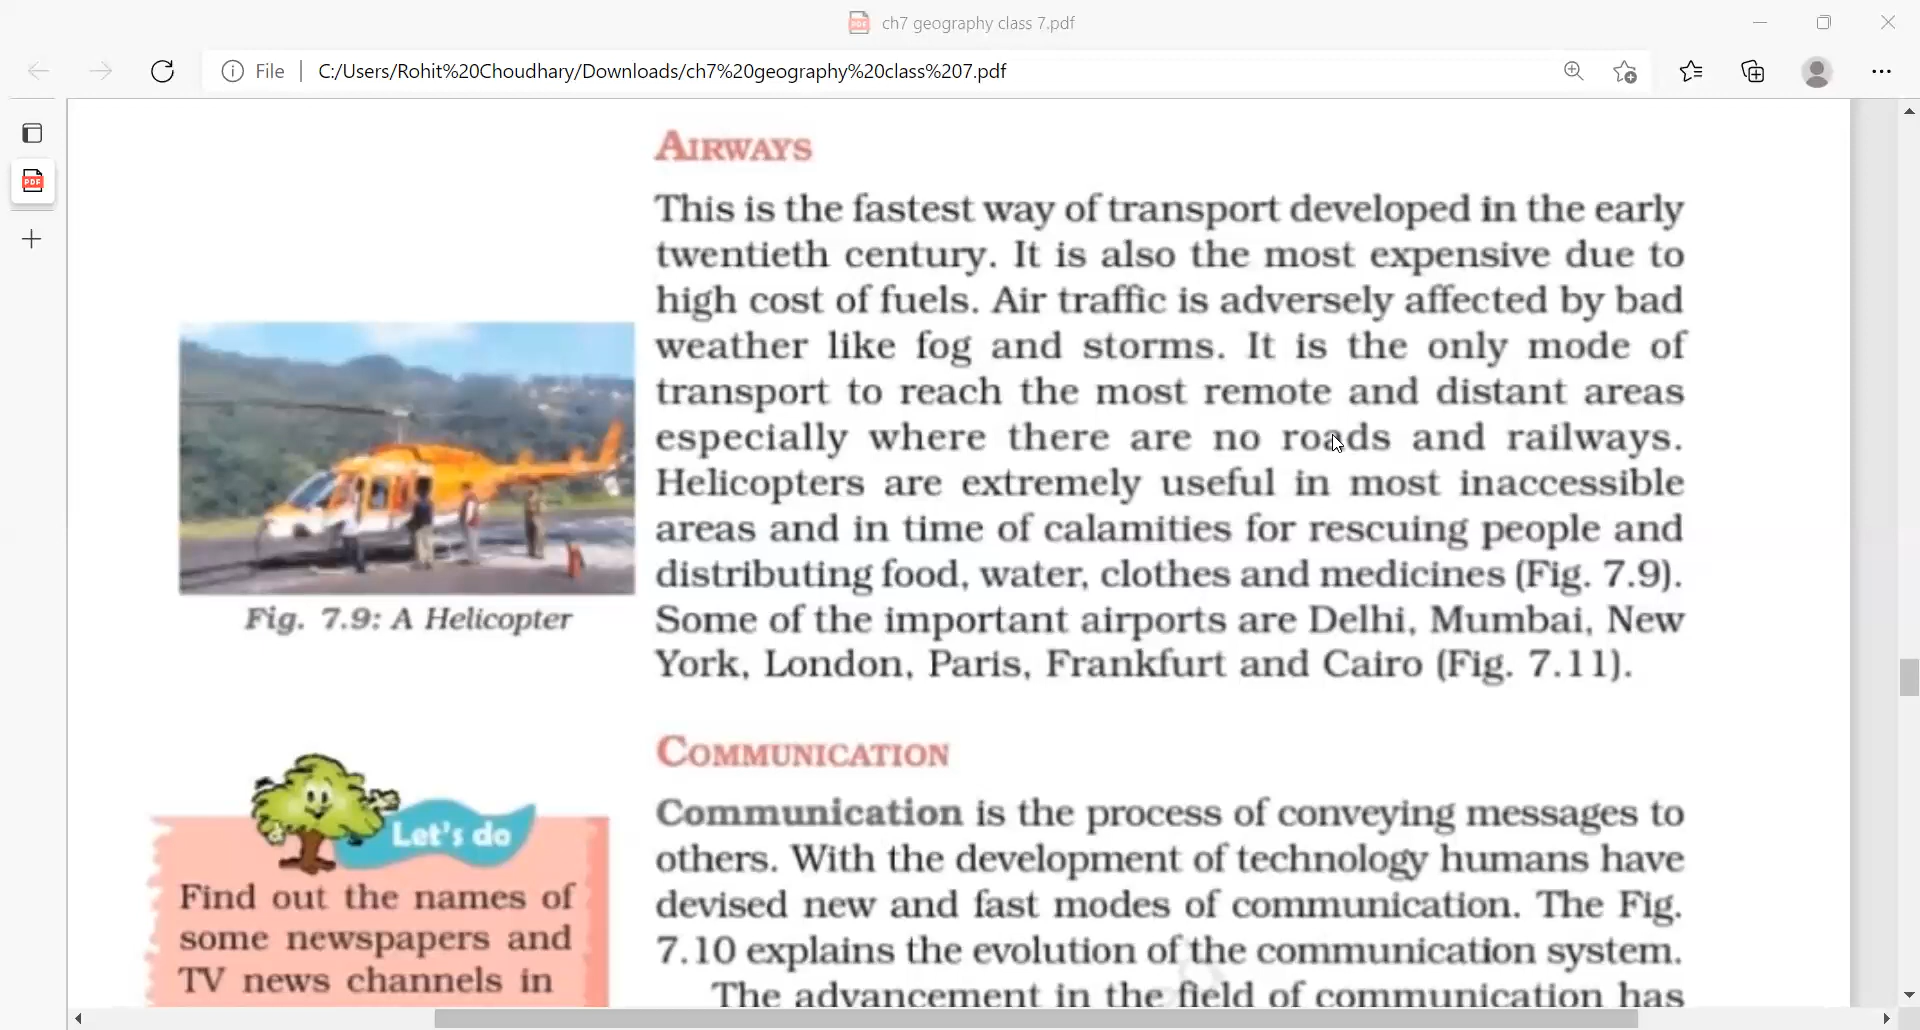 ch7 geography class 7.pdf
File | C:/Users/Rohit%20Choudhary/Downloads/ch7%20geography%20class%207.pdf
AIRWAYS
This is the fastest way of transport developed in the early
twentieth century. It is also the most expensive due to
high cost of fuels. Air traffic is adversely affected by bad
weather like fog and storms. It is the only mode of
transport to reach the most remote and distant areas
especially where there are no roads and railways.
Helicopters are extremely useful in most inaccessible
areas and in time of calamities for rescuing people and
distributing food, water, clothes and medicines (Fig. 7.9).
Some of the important airports are Delhi, Mumbai, New
York, London, Paris, Frankfurt and Cairo (Fig. 7.11).
Fig. 7.9: A Helicopter
COMMUNICATION
Communication is the process of conveying messages to
others. With the development of technology humans have
devised new and fast modes of communication. The Fig.
7.10 explains the evolution of the communication system.
The advancement in the field of communication has
Let's do
Find out the names of
some newspapers and
TV news channels in